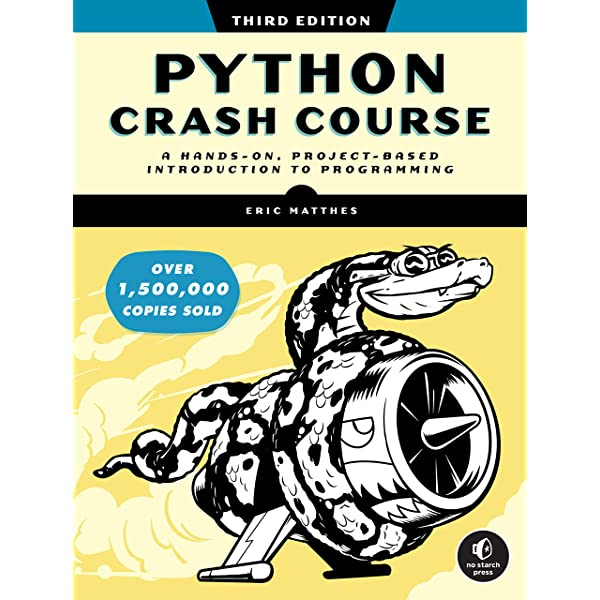 THIRD EDITION
PYTHON
CRASH COURSE
A HANDS-ON, PROJECT-BASED
INTRODUCTION TO PROGRAMMING
ERIC MATTHES
OVER
1,500,000
COPIES SOLD
no starch
press